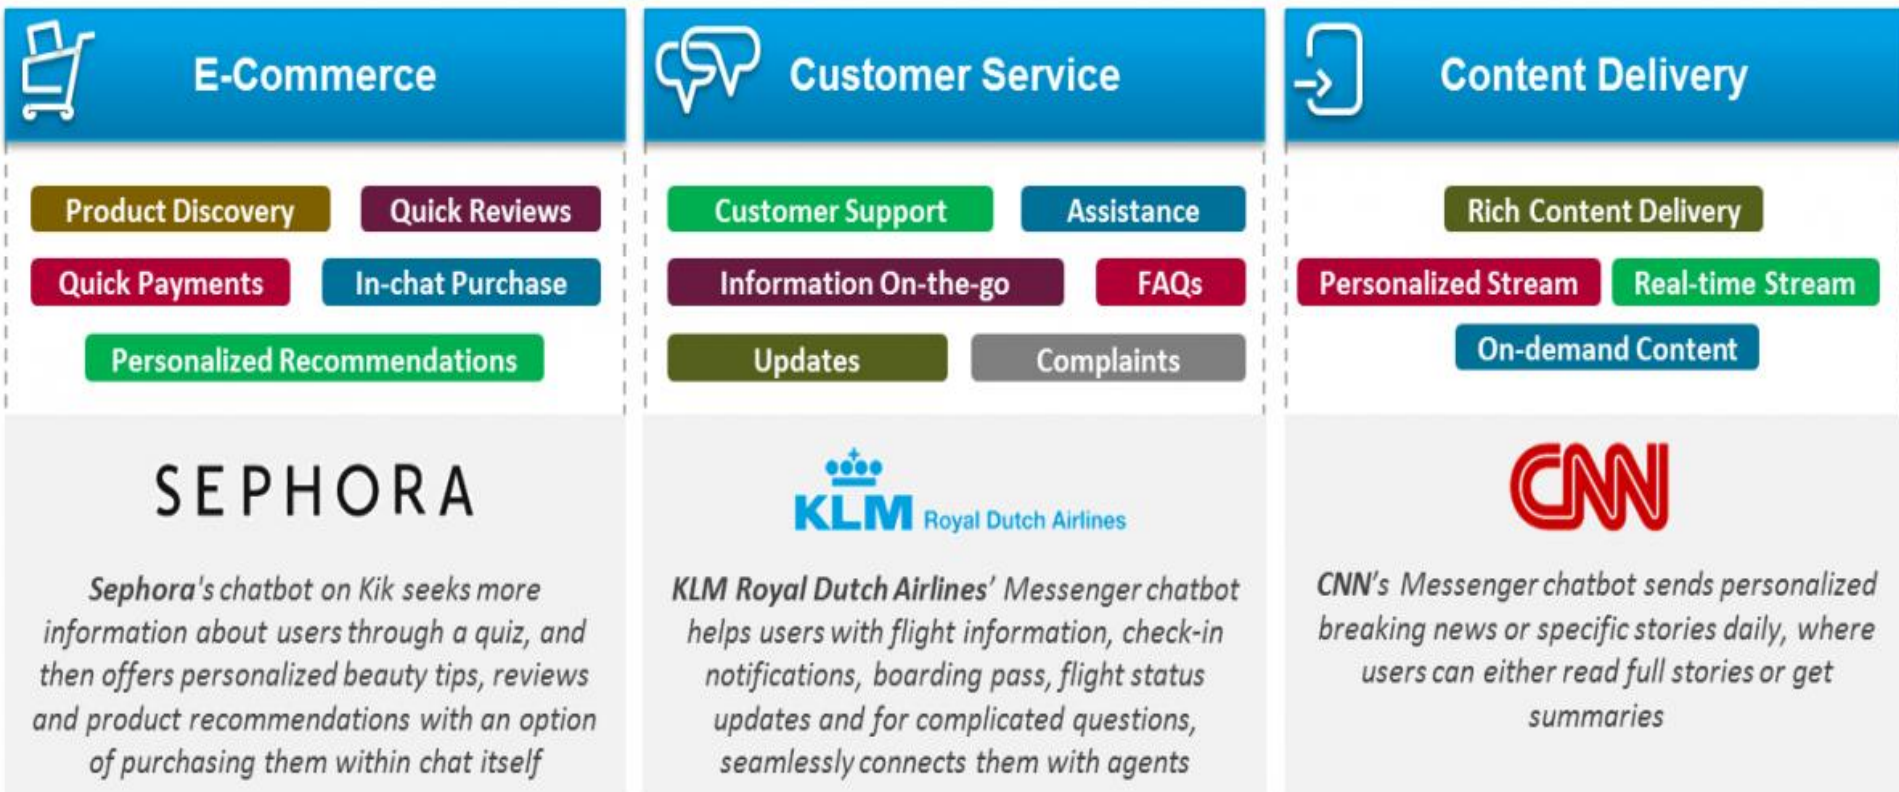 E-Commerce
Product Discovery
Quick Reviews
Quick Payments
In-chat Purchase
Personalized Recommendations
SEPHORA
Sephora's chatbot on Kik seeks more
information about users through a quiz, and
then offers personalized beauty tips, reviews
and product recommendations with an option
of purchasing them within chat itself
Customer Service
Customer Support
Assistance
Information On-the-go
FAQs
Updates
Complaints
KLM Royal Dutch Airlines
KLM Royal Dutch Airlines' Messenger chatbot
helps users with flight information, check-in
notifications, boarding pass, flight status
updates and for complicated questions,
seamlessly connects them with agents
Content Delivery
Rich Content Delivery
Personalized Stream
Real-time Stream
On-demand Content
CNN
CNN's Messenger chatbot sends personalized
breaking news or specific stories daily, where
users can either read full stories or get
summaries